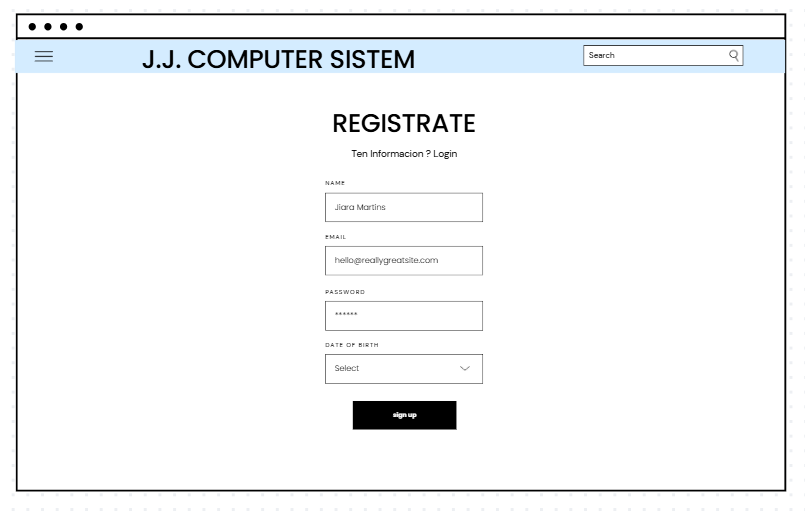 J.J. COMPUTER SISTEM
Search
REGISTRATE
Ten Informacion ? Login
NAME
Jiara Martins
EMAIL
hello@reallygreatsite.com
PASSWORD
******
DATE OF BIRTH
Select
sign up